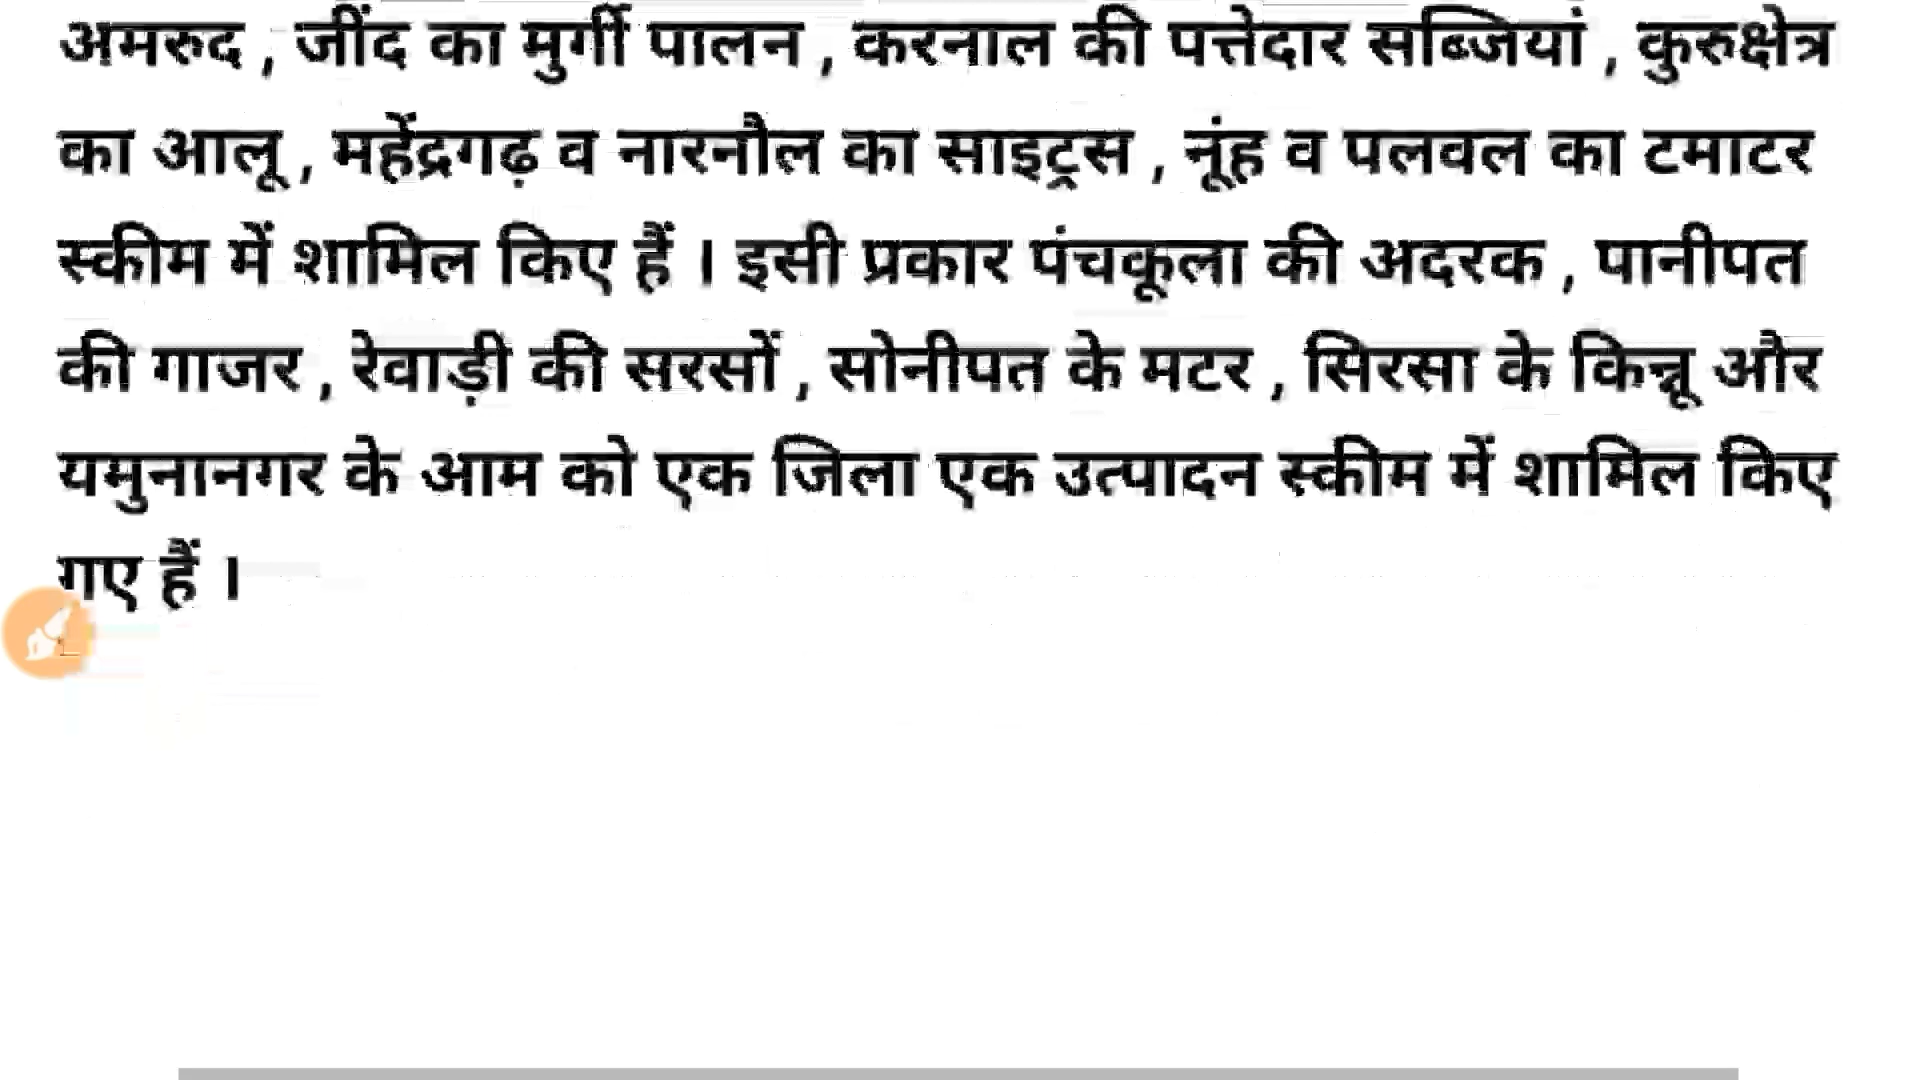 अमरुद , जींद का मुर्गी पालन , करनाल की पत्तेदार सब्जियां , कुरुक्षेत्र
का आलू , महेंद्रगढ़ व नारनौल का साइट्रस , नूंह व पलवल का टमाटर
स्कीम में शामिल किए हैं । इसी प्रकार पंचकूला की अदरक , पानीपत
की गाजर , रेवाड़ी की सरसों , सोनीपत के मटर , सिरसा के किन्नू और
यमुनानगर के आम को एक जिला एक उत्पादन स्कीम में शामिल किए
गए हैं ।